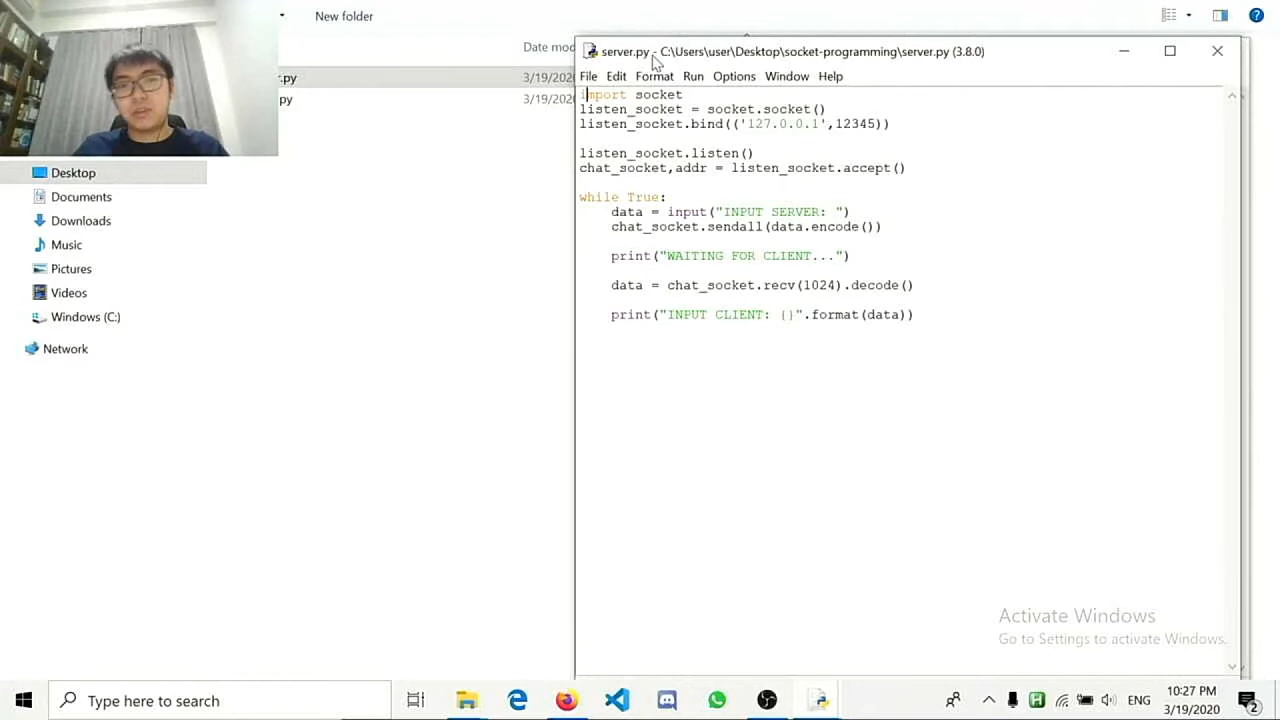 New folder
Date mod
r.py
3/19/2020
py
3/19/2020
Desktop
Documents
Downloads
Music
Pictures
Videos
Windows (C:)
Network
server.py - C:\Users\user\Desktop\socket-programming\server.py (3.8.0)
File Edit Format Run Options Window Help
import socket
listen_socket = socket.socket()
listen_socket.bind(('127.0.0.1',12345))
listen_socket.listen()
chat_socket,addr = listen_socket.accept()
while True:
data = input("INPUT SERVER: ")
chat_socket.sendall(data.encode())
print("WAITING FOR CLIENT...")
data = chat_socket.recv(1024).decode()
print("INPUT CLIENT: {}".format(data))
Activate Windows
Go to Settings to activate Windows.
Type here to search
ENG
10:27 PM
3/19/2020
2